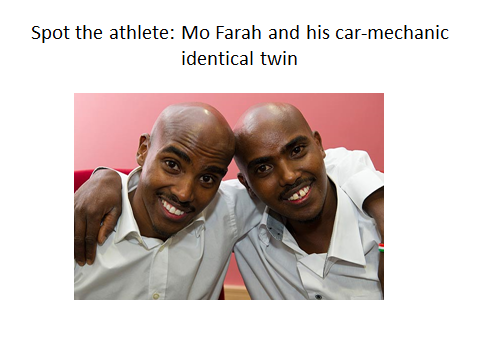 Spot the athlete: Mo Farah and his car-mechanic
identical twin